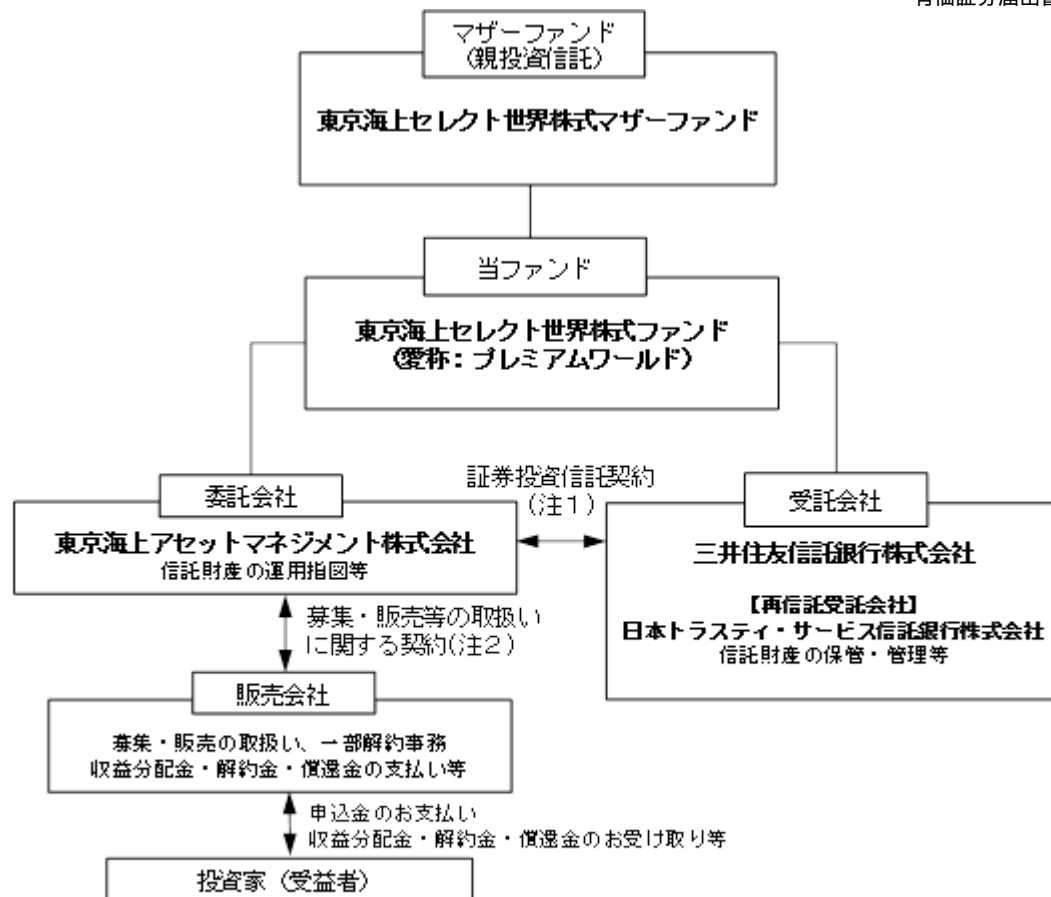 マザーファンド
(親投資信託)
東京海上セレクト世界株式マザーファンド
当ファンド
東京海上セレクト世界株式ファンド
(愛称:プレミアムワールド)
委託会社
東京海上アセットマネジメント株式会社
信託財産の運用指図等
証券投資信託契約
(注1)
受託会社
三井住友信託銀行株式会社
【再信託受託会社】
日本トラスティ・サービス信託銀行株式会社
信託財産の保管・管理等
募集・販売等の取扱い
に関する契約(注2)
販売会社
募集・販売の取扱い、一部解約事務
収益分配金・解約金・償還金の支払い等
申込金のお支払い
収益分配金・解約金・償還金のお受け取り等
投資家(受益者)